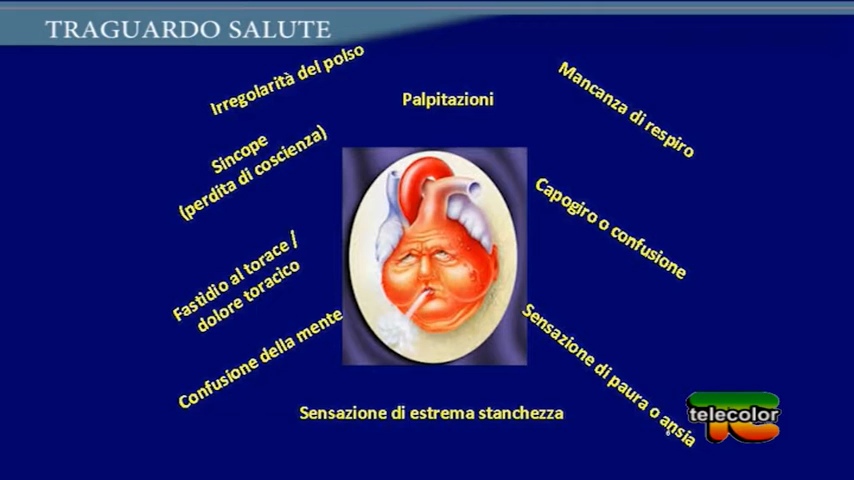 TRAGUARDO SALUTE
Irregolarità del polso
Palpitazioni
Mancanza di respiro
Sincope
(perdita di coscienza)
Capogiro o confusione
Fastidio al torace /
dolore toracico
Confusione della mente
Sensazione di paura o ansia
Sensazione di estrema stanchezza
telecolor